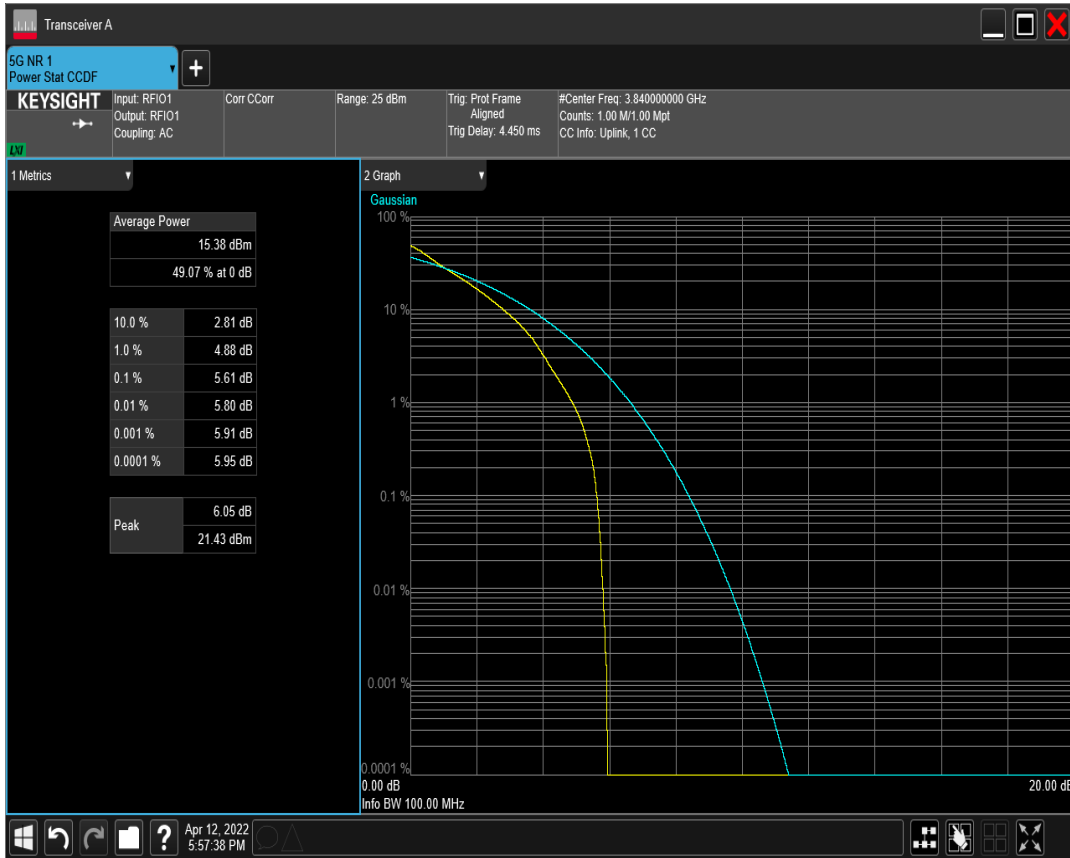 Transceiver A
5G NR 1
Power Stat CCDF
KEYSIGHT
LXI
Input: RFIO1
Output: RFIO1
Coupling: AC
Corr CCorr
Range: 25 dBm
Trig: Prot Frame
Aligned
Trig Delay: 4.450 ms
#Center Freq: 3.840000000 GHz
Counts: 1.00 M/1.00 Mpt
CC Info: Uplink, 1 CC
1 Metrics
Average Power
15.38 dBm
49.07 % at 0 dB
10.0 % 2.81 dB
1.0 % 4.88 dB
0.1 % 5.61 dB
0.01 % 5.80 dB
0.001 % 5.91 dB
0.0001 % 5.95 dB
Peak
6.05 dB
21.43 dBm
2 Graph
Gaussian
100 %
10 %
1 %
0.1 %
0.01 %
0.001 %
0.0001 %
0.00 dB 20.00 dB
Info BW 100.00 MHz
? Apr 12, 2022
5:57:38 PM